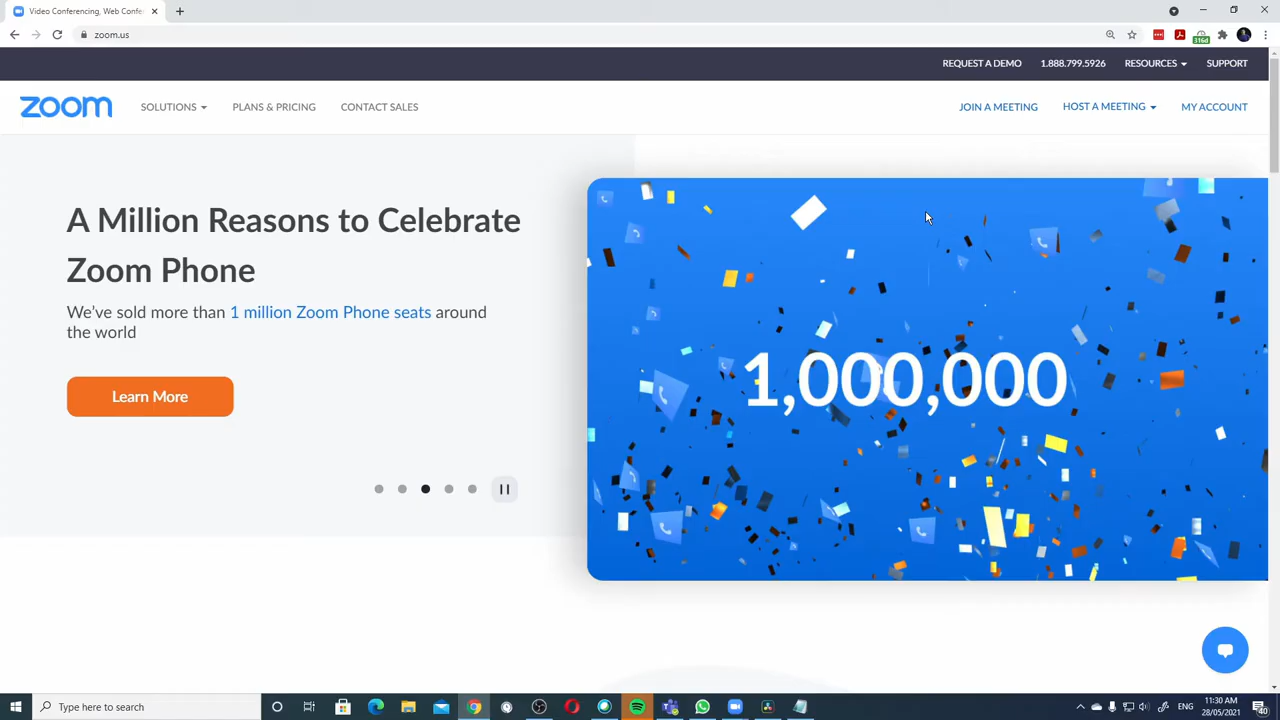 Video Conferencing, Web Confe
zoom.us
316d
REQUEST A DEMO 1.888.799.5926 RESOURCES SUPPORT
zoom SOLUTIONS PLANS & PRICING CONTACT SALES JOIN A MEETING HOST A MEETING MY ACCOUNT
A Million Reasons to Celebrate
Zoom Phone
We've sold more than 1 million Zoom Phone seats around
the world
Learn More
1,000,000
Type here to search
ENG
11:30 AM
28/05/2021
40